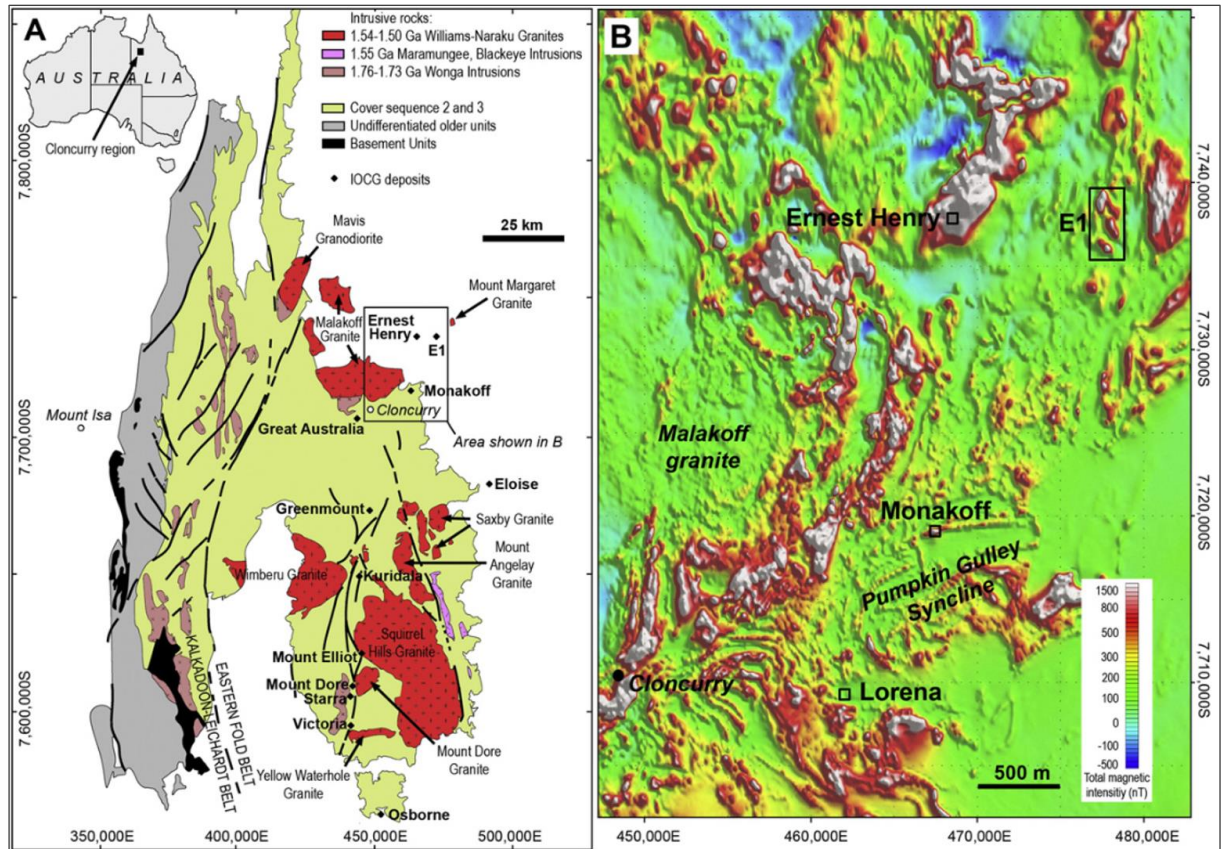 A
AUSTRALIA
Cloncurry region
Intrusive rocks:
1.54-1.50 Ga Williams-Naraku Granites
1.55 Ga Maramungee, Blackeye Intrusions
1.76-1.73 Ga Wonga Intrusions
Cover sequence 2 and 3
Undifferentiated older units
Basement Units
IOCG deposits
25 km
Mavis
Granodiorite
Mount Margaret
Granite
Malakoff
Granite
Ernest
Henry
E1
Monakoff
Cloncurry
Great Australia
Area shown in B
Mount Isa
Eloise
Greenmount
Saxby Granite
Mount
Angelay
Granite
Wimberu Granite
Kuridala
Squirrel
Hills Granite
Mount Elliot
Mount Dore
Starra
Victoria
Mount Dore
Granite
Yellow Waterhole
Granite
Osborne
KALKADOON-LEICHARDT BELT
EASTERN FOLD BELT
7,800,000S
7,700,000S
7,600,000S
350,000E
400,000E
450,000E
500,000E
B
Ernest Henry
E1
Malakoff
granite
Monakoff
Pumpkin Gulley
Syncline
Cloncurry
Lorena
500 m
1500
800
500
400
300
200
100
0
-100
-500
Total magnetic
intensitiy (nT)
7,740,000S
7,730,000S
7,720,000S
7,710,000S
450,000E
460,000E
470,000E
480,000E